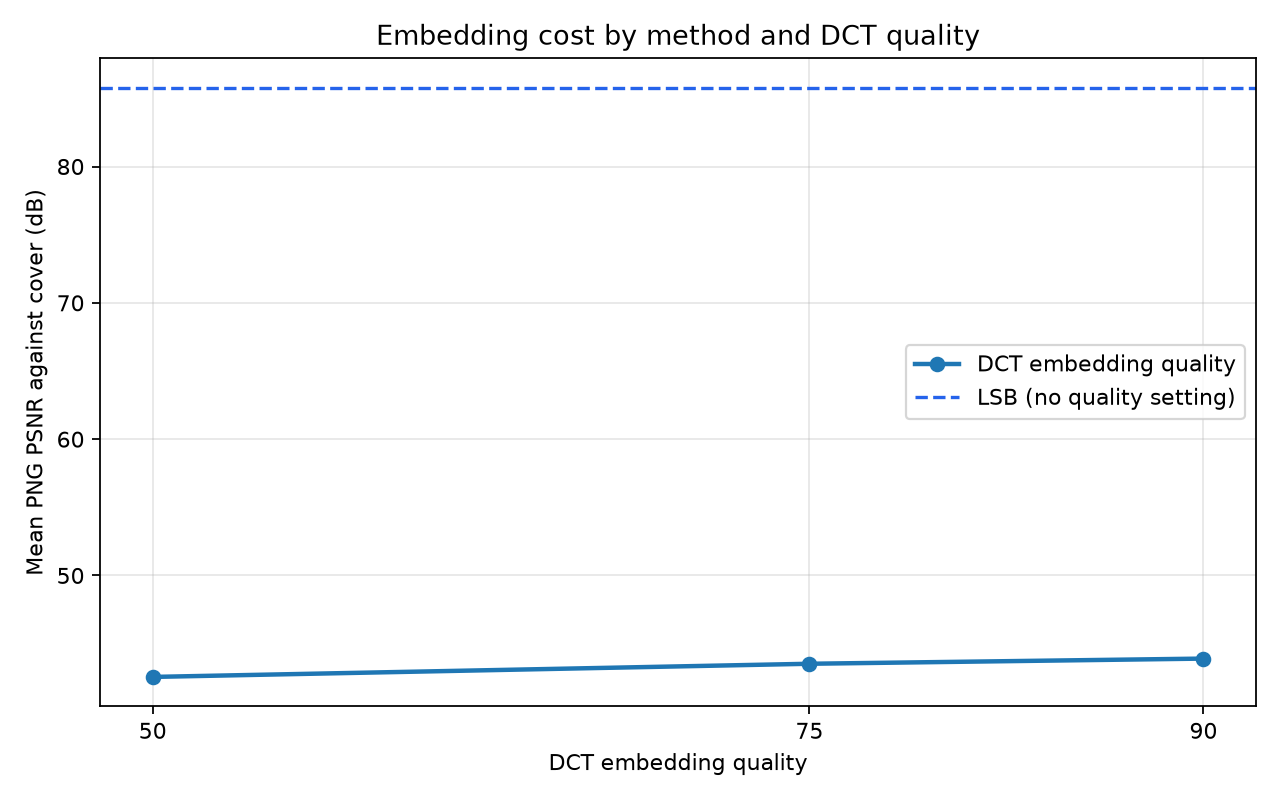 Embedding cost by method and DCT quality
Mean PNG PSNR against cover (dB)
80
70
60
50
DCT embedding quality
LSB (no quality setting)
50
75
90
DCT embedding quality